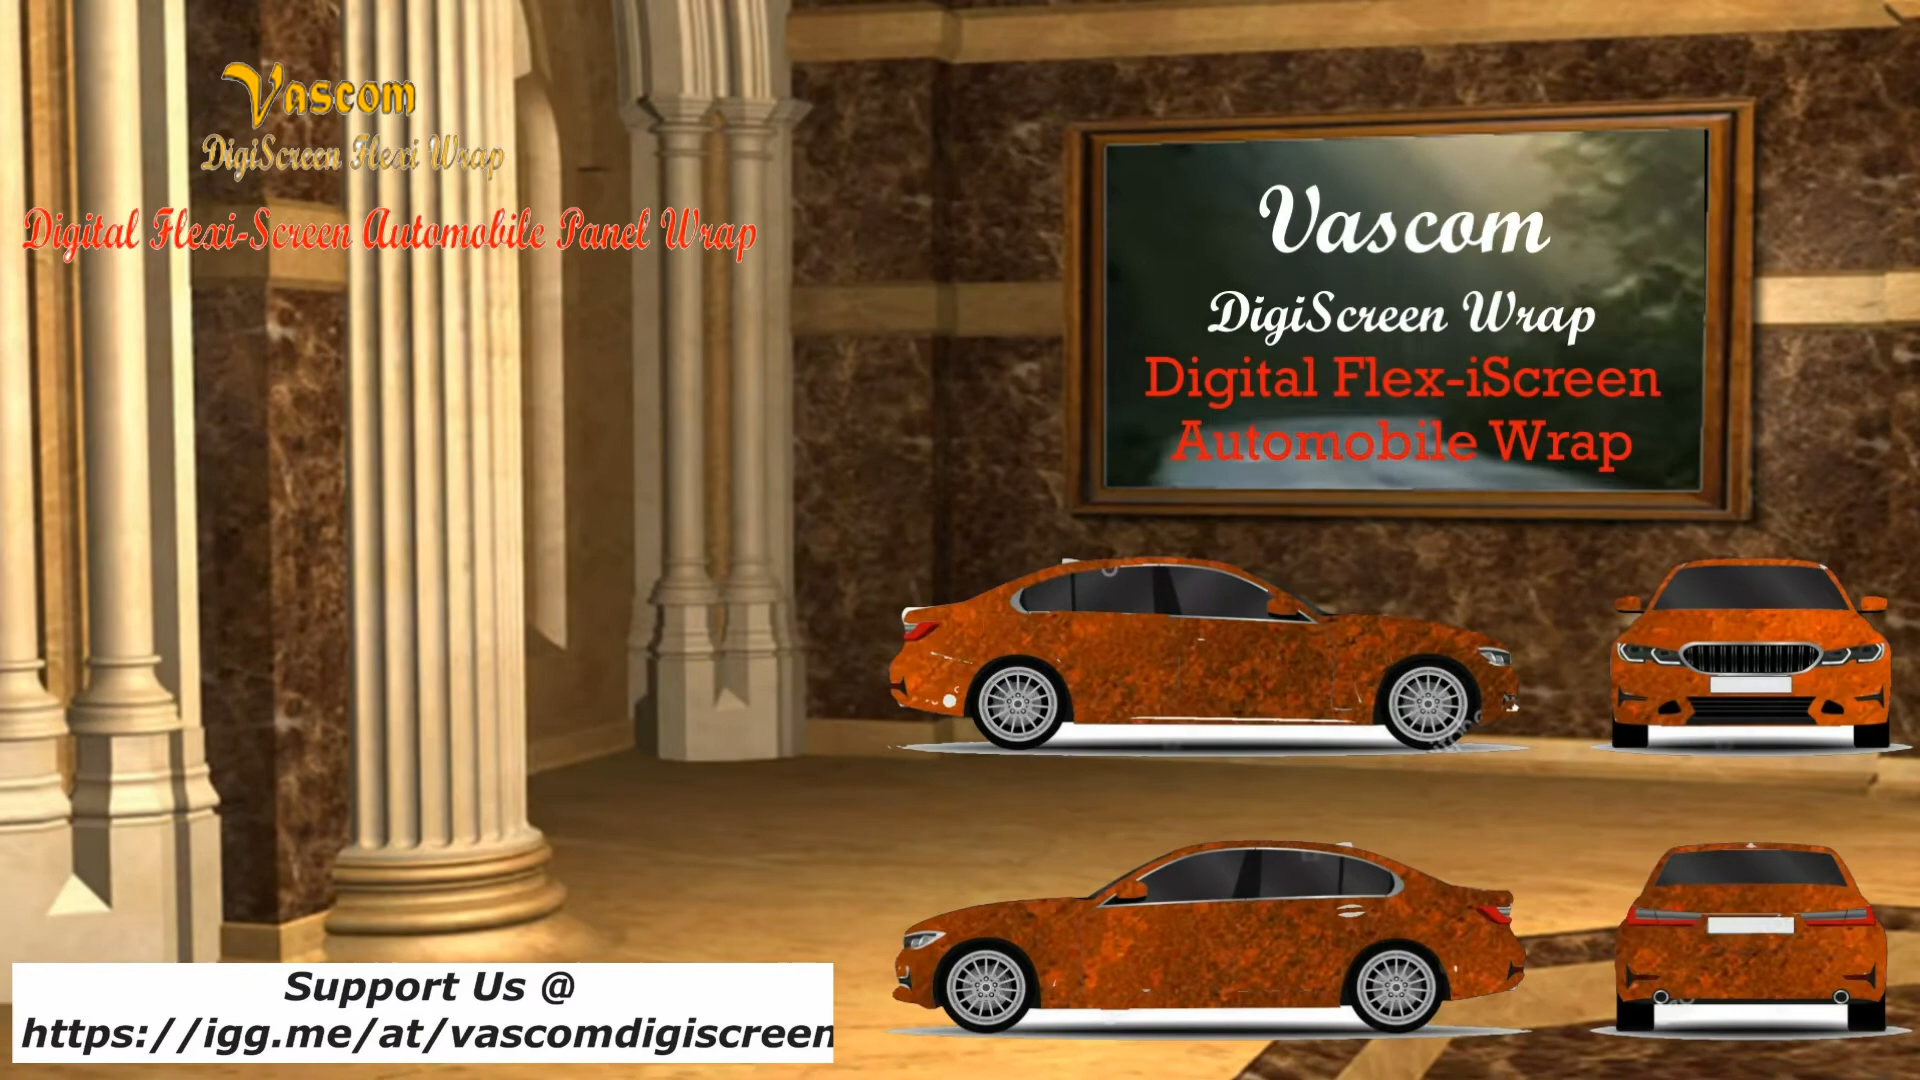 Vascom
DigiScreen Flexi Wrap
Digital Flexi-Screen Automobile Panel Wrap
Vascom
DigiScreen Wrap
Digital Flex-iScreen
Automobile Wrap
Support Us @
https://igg.me/at/vascomdigiscreen